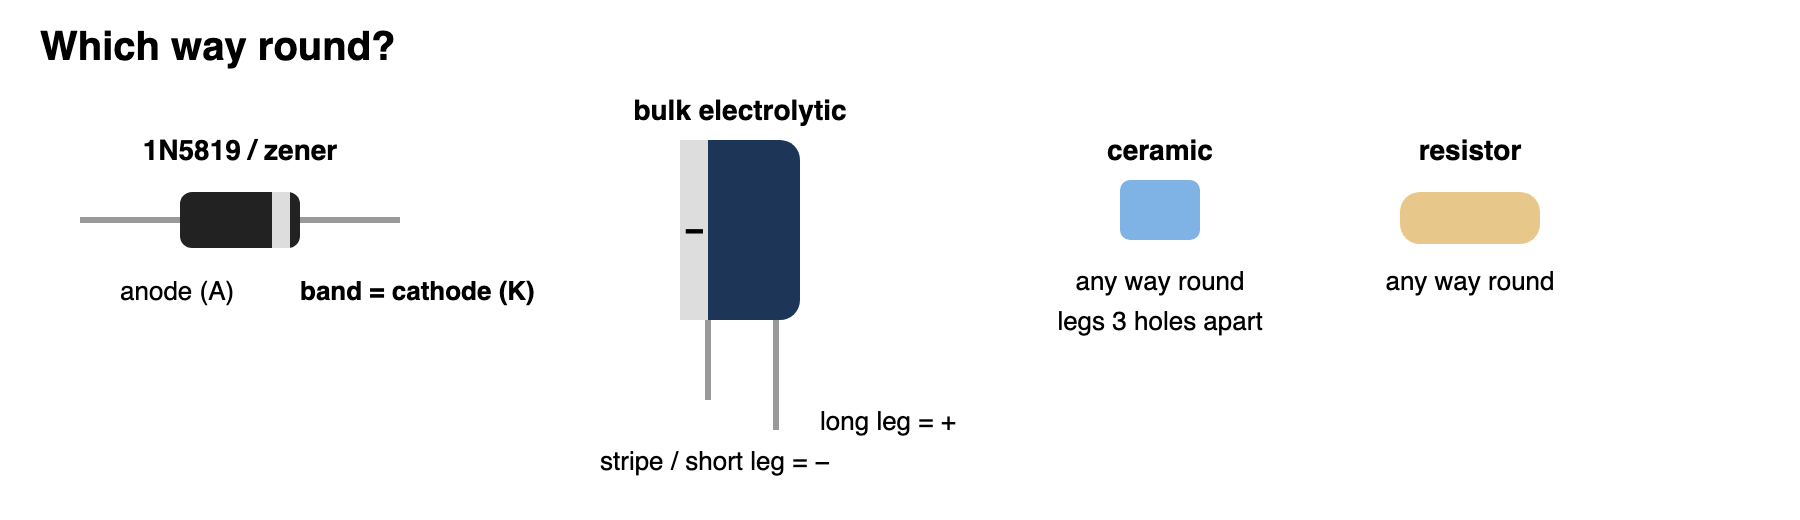 Which way round?
1N5819 / zener
anode (A)
band = cathode (K)
bulk electrolytic
–
long leg = +
stripe / short leg = –
ceramic
any way round
legs 3 holes apart
resistor
any way round